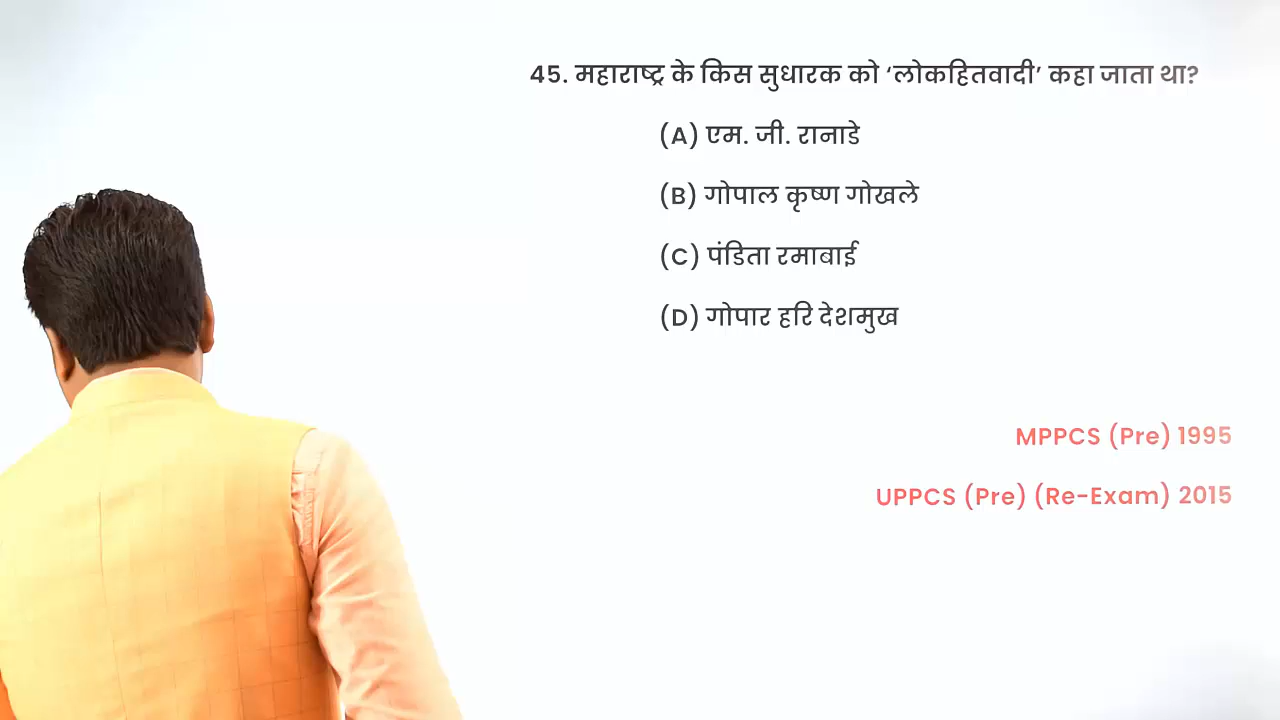 45. महाराष्ट्र के किस सुधारक को ‘लोकहितवादी’ कहा जाता था?
(A) एम. जी. रानाडे
(B) गोपाल कृष्ण गोखले
(C) पंडिता रमाबाई
(D) गोपार हरि देशमुख
MPPCS (Pre) 1995
UPPCS (Pre) (Re-Exam) 2015